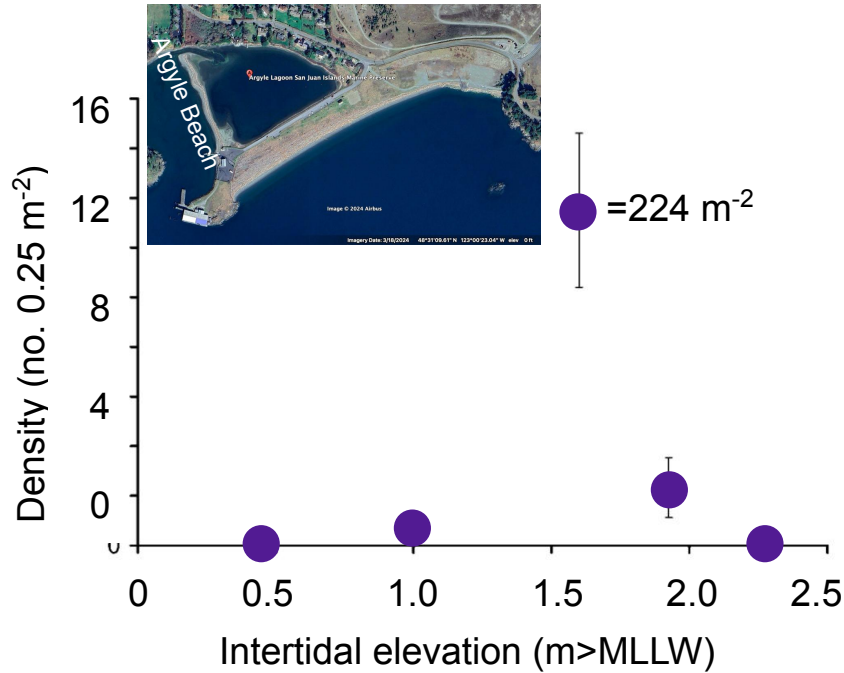 Argyle Beach
Argyle Lagoon San Juan Islands Marine Preserve
Image © 2024 Airbus
Imagery Date: 3/18/2024 48°31'09.61" N 123°00'23.04" W elev 0 ft
16
12
8
4
0
0
=224 m-2
Density (no. 0.25 m-2)
0 0.5 1.0 1.5 2.0 2.5
Intertidal elevation (m>MLLW)